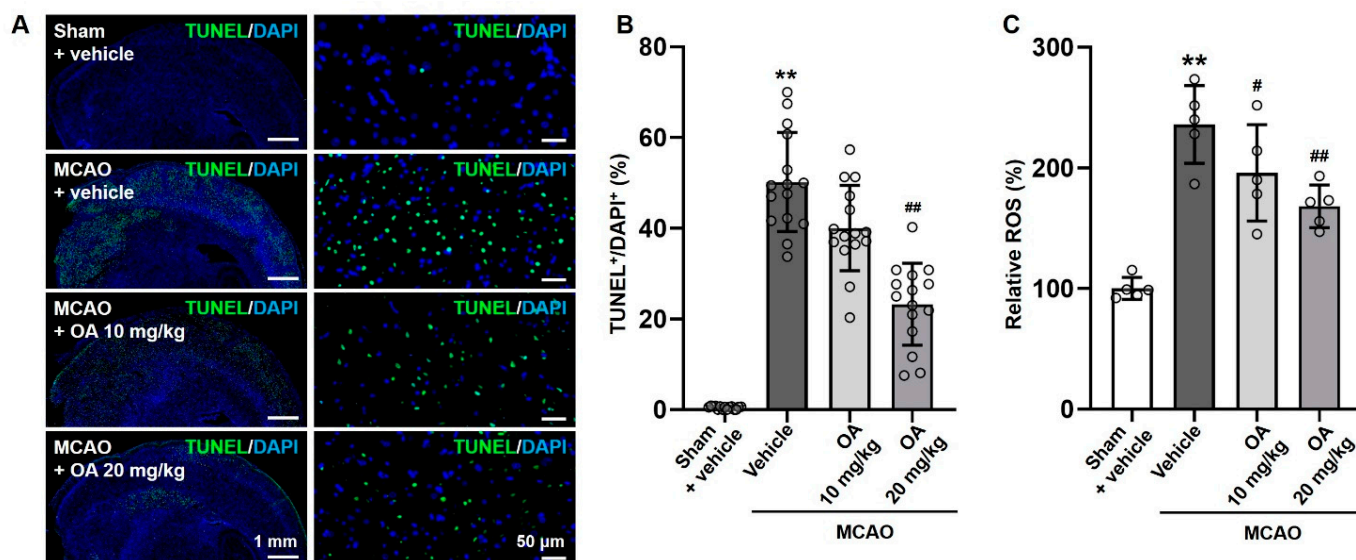 A
Sham
+ vehicle
TUNEL/DAPI
TUNEL/DAPI
MCAO
+ vehicle
TUNEL/DAPI
TUNEL/DAPI
MCAO
+ OA 10 mg/kg
TUNEL/DAPI
TUNEL/DAPI
MCAO
+ OA 20 mg/kg
TUNEL/DAPI
TUNEL/DAPI
1 mm
50 µm
B
TUNEL⁺/DAPI⁺ (%)
80
60
40
20
0
**
##
Sham
+ vehicle
Vehicle
OA
10 mg/kg
OA
20 mg/kg
MCAO
C
Relative ROS (%)
300
200
100
0
**
#
##
Sham
+ vehicle
Vehicle
OA
10 mg/kg
OA
20 mg/kg
MCAO